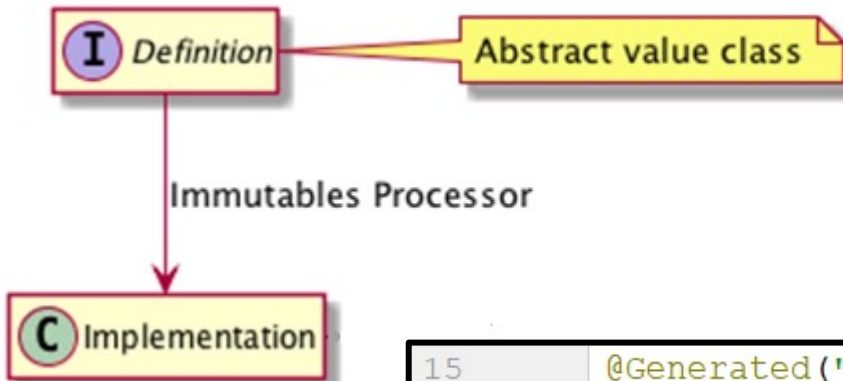 I Definition
Abstract value class
Immutables Processor
C Implementation
15 @Generated("